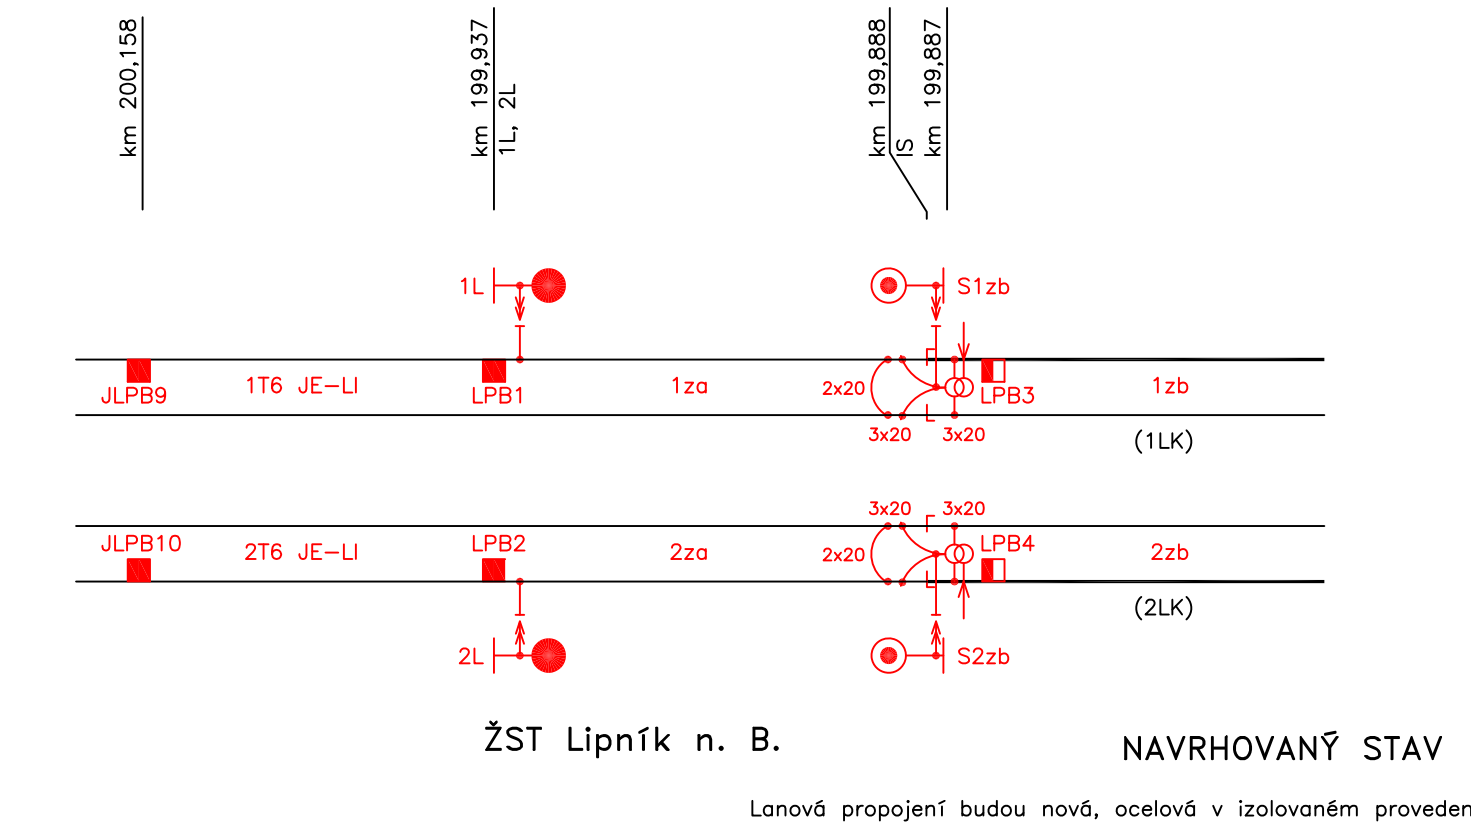 km 200,158
km 199,937
1L, 2L
km 199,888
IS
km 199,887
1L
S1zb
JLPB9
1T6 JE-LI
LPB1
1za
2x20
LPB3
1zb
3x20
3x20
(1LK)
3x20
3x20
JLPB10
2T6 JE-LI
LPB2
2za
2x20
LPB4
2zb
(2LK)
2L
S2zb
ŽST Lipník n. B.
NAVRHOVANÝ STAV
Lanová propojení budou nová, ocelová v izolovaném proveden